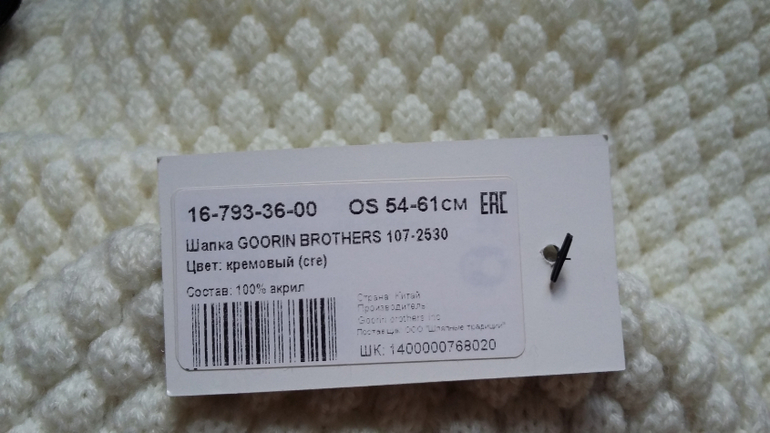 16-793-36-00 OS 54-61см EAC
Шапка GOORIN BROTHERS 107-2530
Цвет: кремовый (cre)
Состав: 100% акрил
Страна: Китай
Производитель:
Goorin brothers inc
Поставщик: ООО "Шляпные традиции"
ШК: 1400000768020